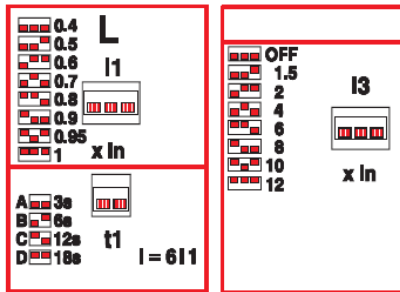 0.4
L
0.5
0.6
I1
0.7
0.8
0.9
0.95
1
x In
A 3s
B 6s
C 12s
D 18s
t1
I = 6I1
OFF
1.5
2
I3
4
6
8
10
12
x In